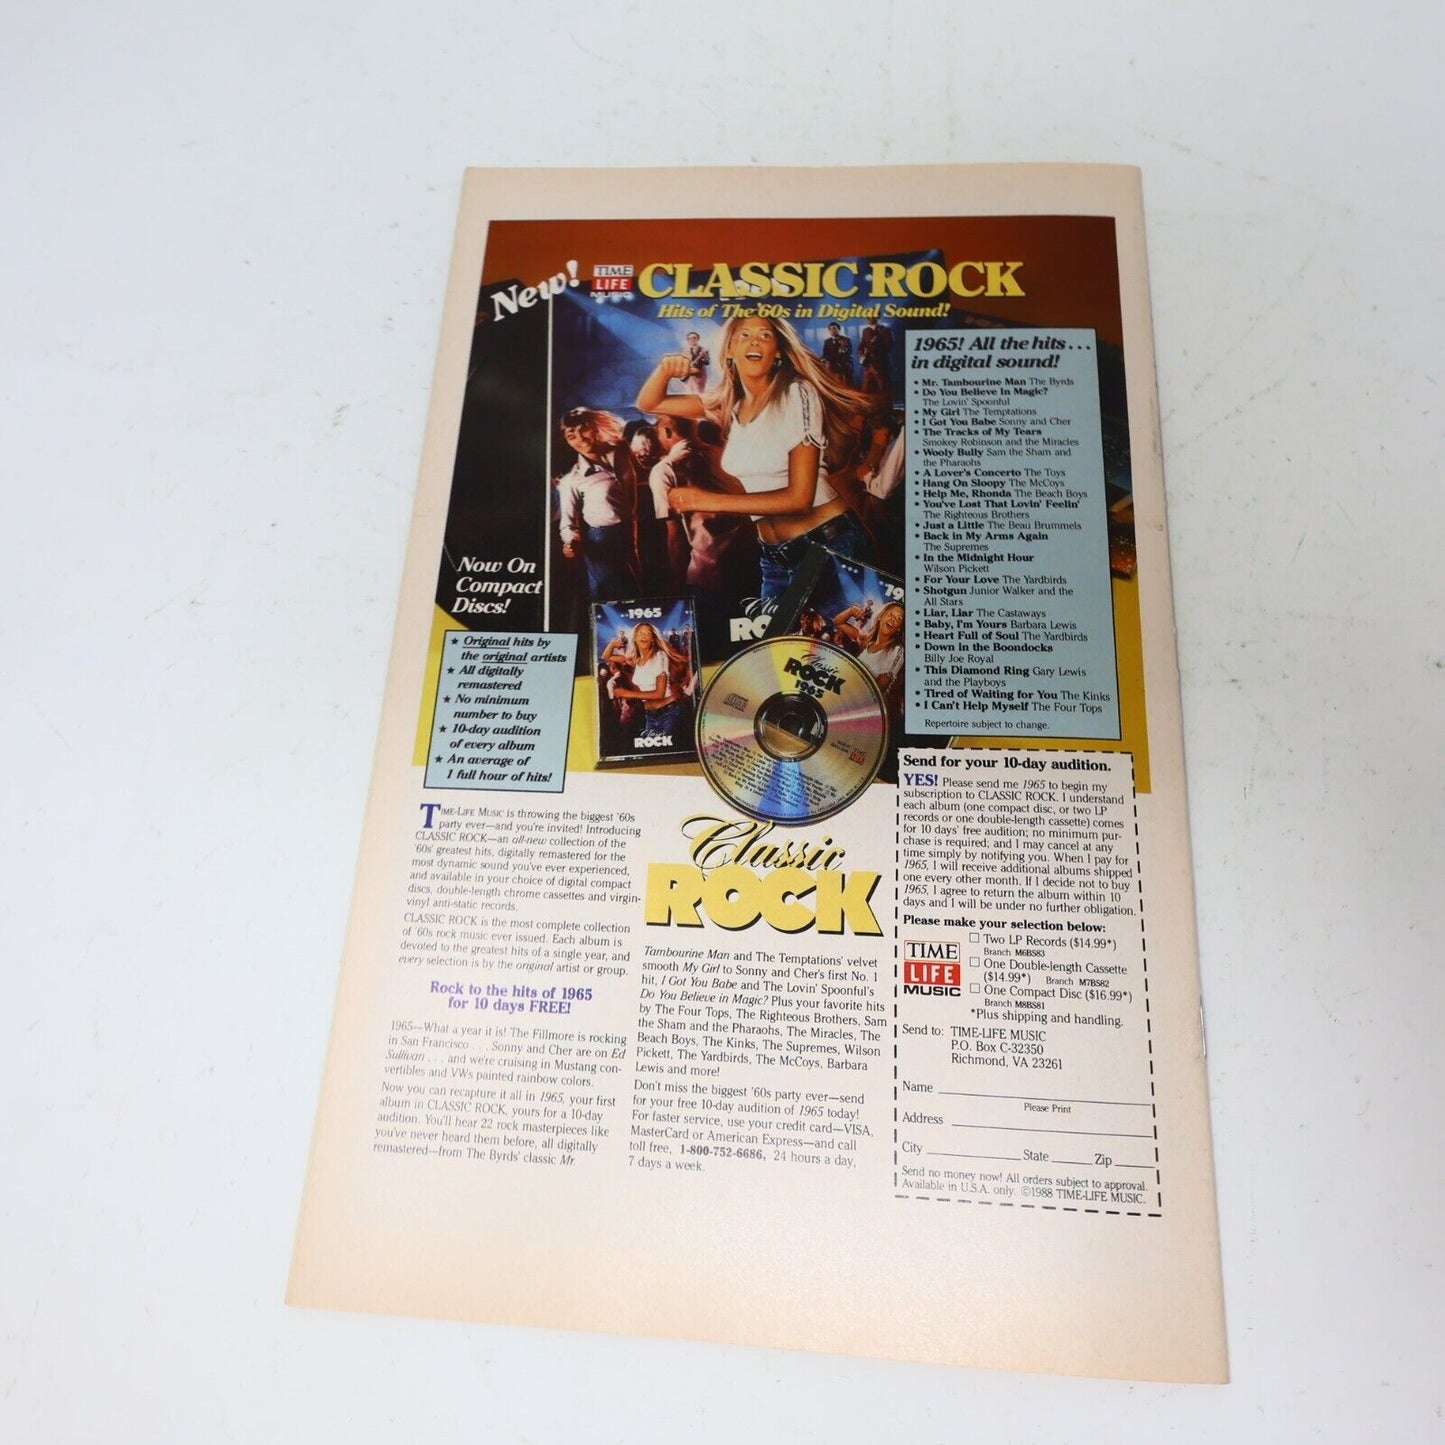 New!
TIME
LIFE
MUSIC
CLASSIC ROCK
Hits of The '60s in Digital Sound!
1965! All the hits...
in digital sound!
• Mr. Tambourine Man The Byrds
• Do You Believe In Magic?
The Lovin' Spoonful
• My Girl The Temptations
• I Got You Babe Sonny and Cher
• The Tracks of My Tears
Smokey Robinson and the Miracles
• Wooly Bully Sam the Sham and
the Pharaohs
• A Lover's Concerto The Toys
• Hang On Sloopy The McCoys
• Help Me, Rhonda The Beach Boys
• You've Lost That Lovin' Feelin'
The Righteous Brothers
• Just a Little The Beau Brummels
• Back in My Arms Again
The Supremes
• In the Midnight Hour
Wilson Pickett
• For Your Love The Yardbirds
• Shotgun Junior Walker and the
All Stars
• Liar, Liar The Castaways
• Baby, I'm Yours Barbara Lewis
• Heart Full of Soul The Yardbirds
• Down in the Boondocks
Billy Joe Royal
• This Diamond Ring Gary Lewis
and the Playboys
• Tired of Waiting for You The Kinks
• I Can't Help Myself The Four Tops
Repertoire subject to change.
Now On
Compact
Discs!
★ Original hits by
the original artists
★ All digitally
remastered
★ No minimum
number to buy
★ 10-day audition
of every album
★ An average of
1 full hour of hits!
1965
Classic
ROCK
Cla
RO
19
Classic
ROCK
1965
TIME-LIFE MUSIC is throwing the biggest '60s
party ever—and you're invited! Introducing
CLASSIC ROCK—an all-new collection of the
'60s' greatest hits, digitally remastered for the
most dynamic sound you've ever experienced,
and available in your choice of digital compact
discs, double-length chrome cassettes and virgin-
vinyl anti-static records.
CLASSIC ROCK is the most complete collection
of '60s rock music ever issued. Each album is
devoted to the greatest hits of a single year, and
every selection is by the original artist or group.
Rock to the hits of 1965
for 10 days FREE!
1965—What a year it is! The Fillmore is rocking
in San Francisco . . . Sonny and Cher are on Ed
Sullivan . . . and we're cruising in Mustang con-
vertibles and VWs painted rainbow colors.
Now you can recapture it all in 1965, your first
album in CLASSIC ROCK, yours for a 10-day
audition. You'll hear 22 rock masterpieces like
you've never heard them before, all digitally
remastered—from The Byrds' classic Mr.
Classic
ROCK
Tambourine Man and The Temptations' velvet
smooth My Girl to Sonny and Cher's first No. 1
hit, I Got You Babe and The Lovin' Spoonful's
Do You Believe in Magic? Plus your favorite hits
by The Four Tops, The Righteous Brothers, Sam
the Sham and the Pharaohs, The Miracles, The
Beach Boys, The Kinks, The Supremes, Wilson
Pickett, The Yardbirds, The McCoys, Barbara
Lewis and more!
Don't miss the biggest '60s party ever—send
for your free 10-day audition of 1965 today!
For faster service, use your credit card—VISA,
MasterCard or American Express—and call
toll free, 1-800-752-6686, 24 hours a day,
7 days a week.
Send for your 10-day audition.
YES! Please send me 1965 to begin my
subscription to CLASSIC ROCK. I understand
each album (one compact disc, or two LP
records or one double-length cassette) comes
for 10 days' free audition; no minimum pur-
chase is required; and I may cancel at any
time simply by notifying you. When I pay for
1965, I will receive additional albums shipped
one every other month. If I decide not to buy
1965, I agree to return the album within 10
days and I will be under no further obligation.
Please make your selection below:
TIME
LIFE
MUSIC
☐ Two LP Records ($14.99*)
Branch M6BS83
☐ One Double-length Cassette
($14.99*) Branch M7BS82
☐ One Compact Disc ($16.99*)
Branch M8BS81
*Plus shipping and handling.
Send to: TIME-LIFE MUSIC
P.O. Box C-32350
Richmond, VA 23261
Name
Please Print
Address
City State Zip
Send no money now! All orders subject to approval.
Available in U.S.A. only. ©1988 TIME-LIFE MUSIC.